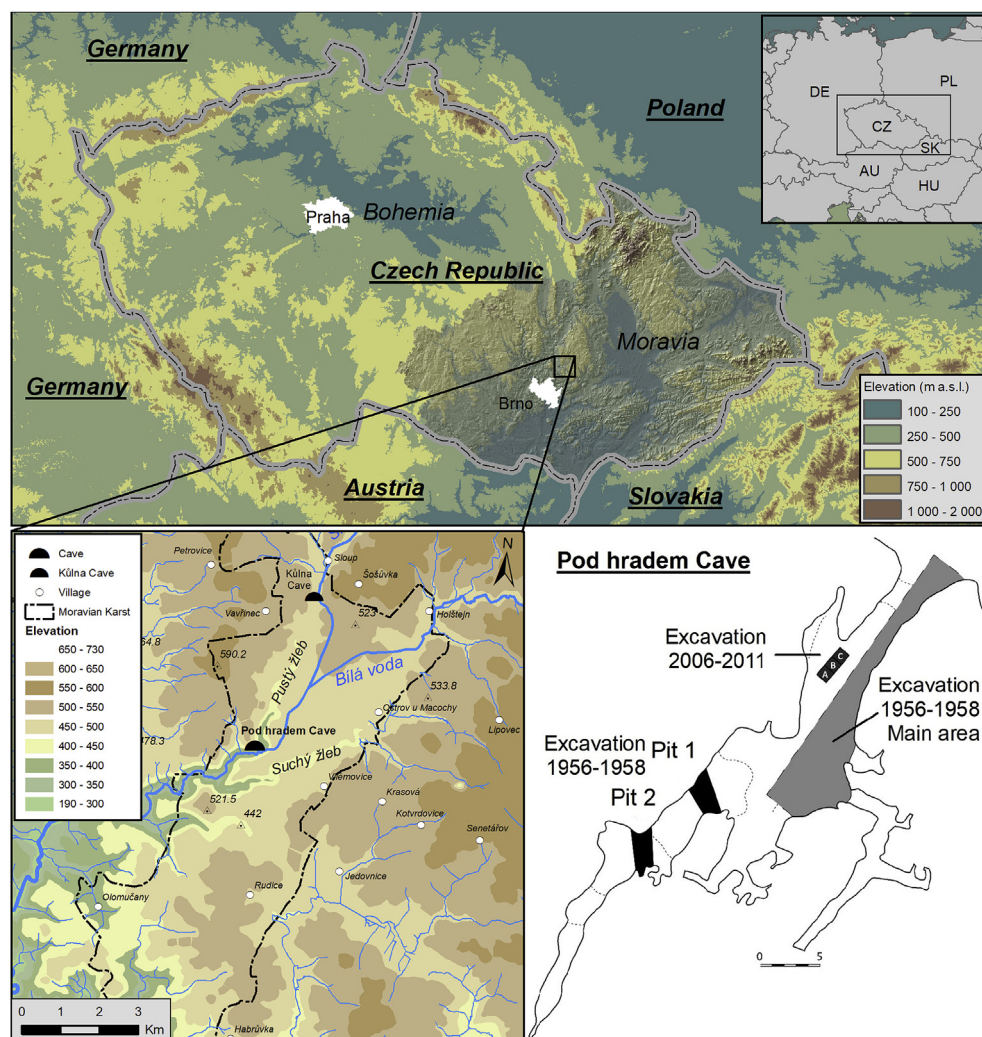 Germany
Poland
Praha
Bohemia
Czech Republic
Moravia
Brno
Germany
Austria
Slovakia
DE
PL
CZ
SK
AU
HU
Elevation (m a.s.l.)
100 - 250
250 - 500
500 - 750
750 - 1 000
1 000 - 2 000
Cave
Kůlna Cave
Village
Moravian Karst
Elevation
650 - 730
600 - 650
550 - 600
500 - 550
450 - 500
400 - 450
350 - 400
300 - 350
190 - 300
N
Petrovice
Sloup
Kůlna
Cave
Šošůvka
Vavřinec
523
Holštejn
64.8
590.2
Pustý žleb
Bílá voda
533.8
Ostrov u Macochy
Lipovec
478.3
Pod hradem Cave
Suchý žleb
Vilemovice
521.5
442
Krasová
Kotvrdovice
Senetářov
Jedovnice
Rudice
Olomučany
Habrůvka
0 1 2 3
Km
Pod hradem Cave
Excavation
2006-2011
A
B
C
Excavation
1956-1958
Main area
Excavation
1956-1958
Pit 1
Pit 2
0 5